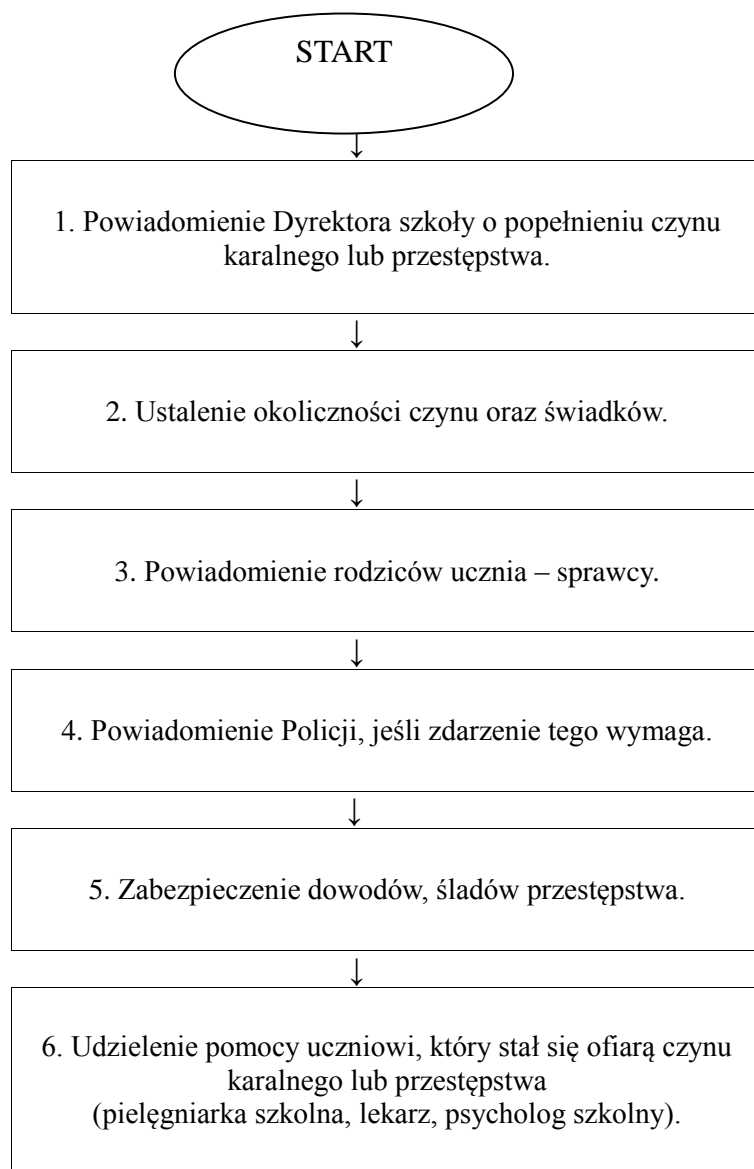 START
↓
1. Powiadomienie Dyrektora szkoły o popełnieniu czynu
karalnego lub przestępstwa.
↓
2. Ustalenie okoliczności czynu oraz świadków.
↓
3. Powiadomienie rodziców ucznia – sprawcy.
↓
4. Powiadomienie Policji, jeśli zdarzenie tego wymaga.
↓
5. Zabezpieczenie dowodów, śladów przestępstwa.
↓
6. Udzielenie pomocy uczniowi, który stał się ofiarą czynu
karalnego lub przestępstwa
(pielęgniarka szkolna, lekarz, psycholog szkolny).